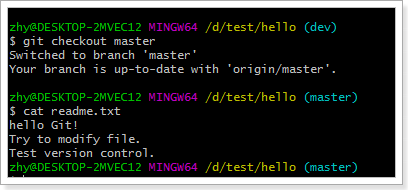 zhy@DESKTOP-2MVEC12 MINGW64 /d/test/hello (dev)
$ git checkout master
Switched to branch 'master'
Your branch is up-to-date with 'origin/master'.
zhy@DESKTOP-2MVEC12 MINGW64 /d/test/hello (master)
$ cat readme.txt
hello Git!
Try to modify file.
Test version control.
zhy@DESKTOP-2MVEC12 MINGW64 /d/test/hello (master)